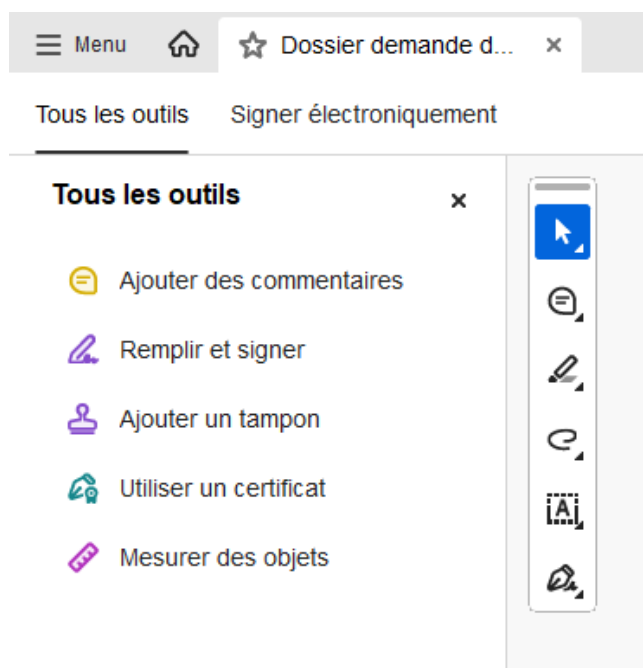 Menu
Dossier demande d...
Tous les outils
Signer électroniquement
Tous les outils
Ajouter des commentaires
Remplir et signer
Ajouter un tampon
Utiliser un certificat
Mesurer des objets
A